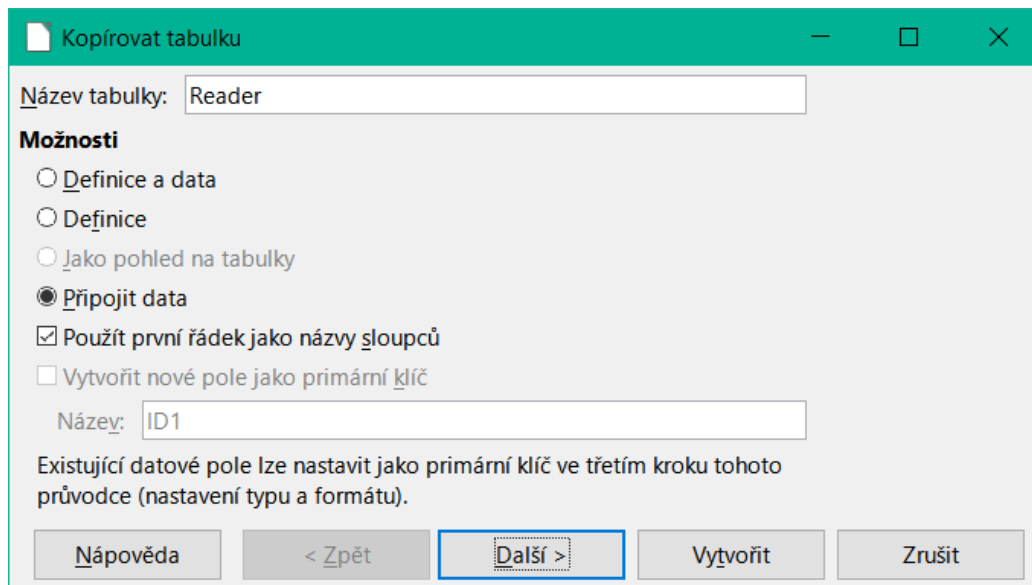 Kopírovat tabulku
Název tabulky: Reader
Možnosti
Definice a data
Definice
Jako pohled na tabulky
Připojit data
Použít první řádek jako názvy sloupců
Vytvořit nové pole jako primární klíč
Název: ID1
Existující datové pole lze nastavit jako primární klíč ve třetím kroku tohoto
průvodce (nastavení typu a formátu).
Nápověda < Zpět Další > Vytvořit Zrušit